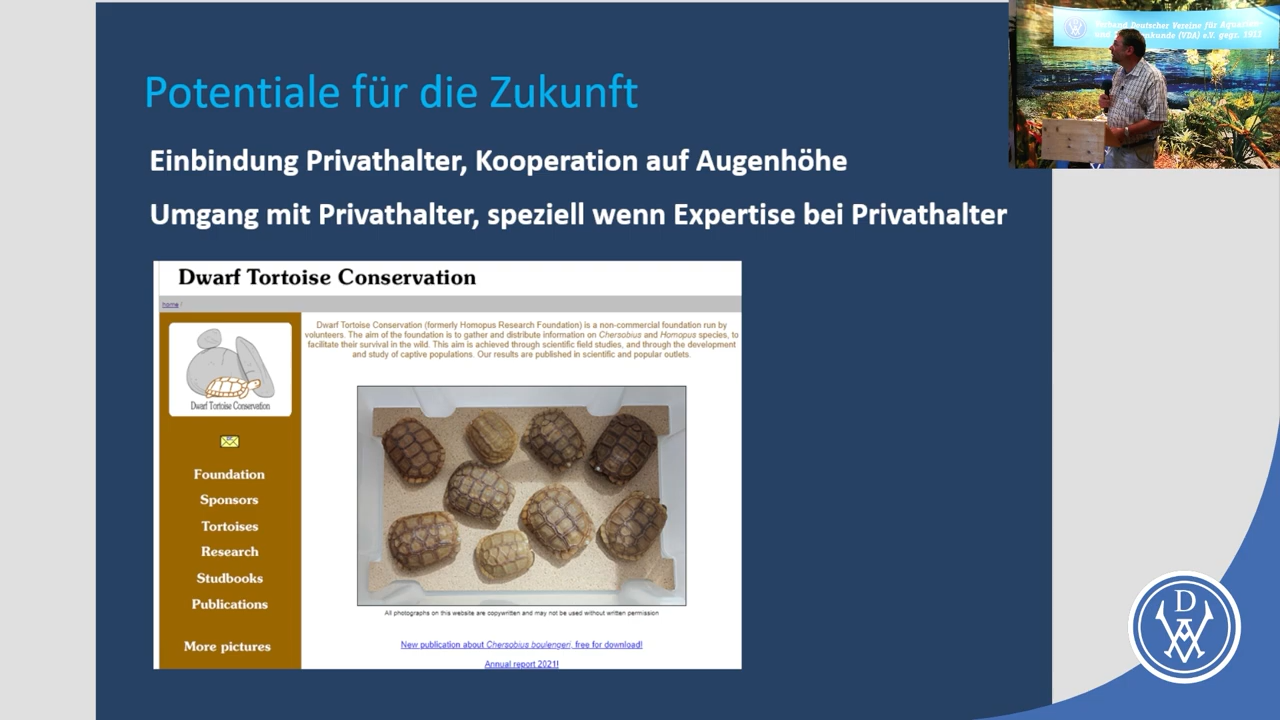 Potentiale für die Zukunft
Einbindung Privathalter, Kooperation auf Augenhöhe
Umgang mit Privathalter, speziell wenn Expertise bei Privathalter
Dwarf Tortoise Conservation
home /
Dwarf Tortoise Conservation (formerly Homopus Research Foundation) is a non-commercial foundation run by
volunteers. The aim of the foundation is to gather and distribute information on Chersobius and Homopus species, to
facilitate their survival in the wild. This aim is achieved through scientific field studies, and through the development
and study of captive populations. Our results are published in scientific and popular outlets.
Dwarf Tortoise Conservation
Foundation
Sponsors
Tortoises
Research
Studbooks
Publications
More pictures
All photographs on this website are copywritten and may not be used without written permission
New publication about Chersobius boulengeri, free for download!
Annual report 2021!
Deutscher Vereine für
(VDA) e.V. gegr. 1911
VDA